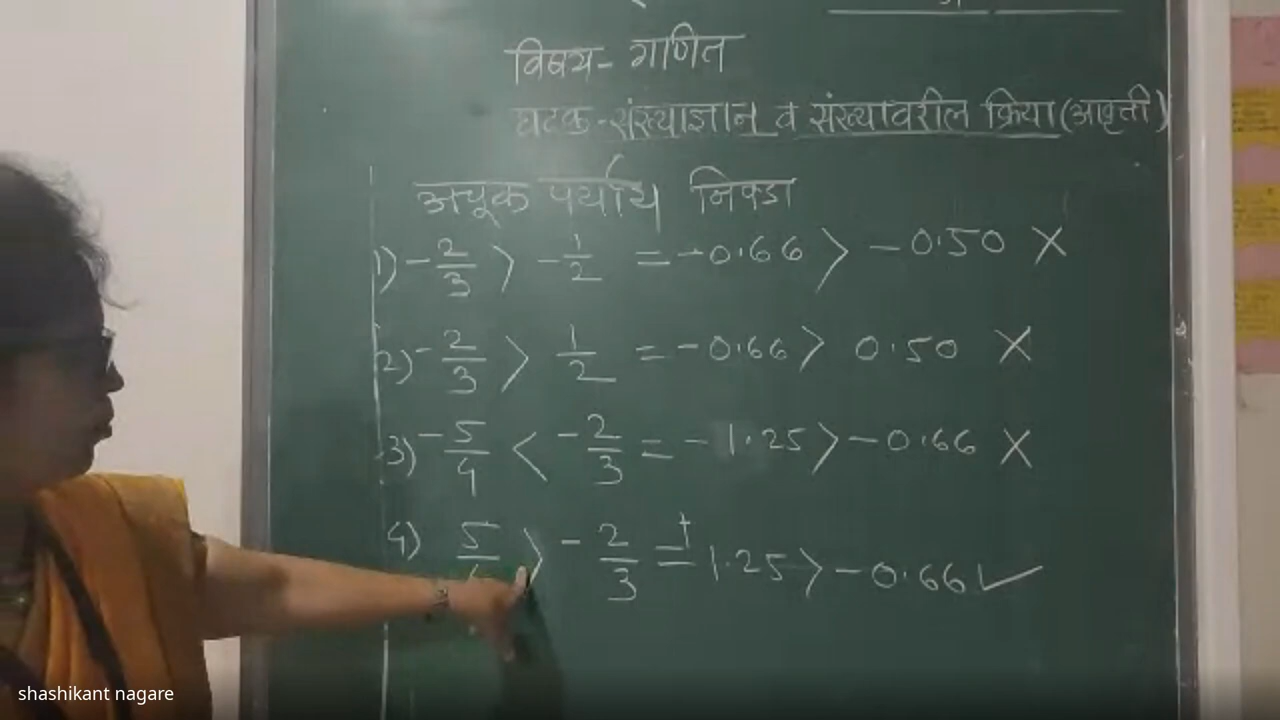 विषय- गणित
घटक-संख्याज्ञान व संख्यावरील क्रिया (आवृत्ती)
अचूक पर्याय निवडा
1) -2/3 > -1/2 = -0.66 > -0.50 X
2) -2/3 > 1/2 = -0.66 > 0.50 X
3) -5/4 < -2/3 = -1.25 > -0.66 X
4) 5/ > -2/3 = +1.25 > -0.66 ✓
shashikant nagare